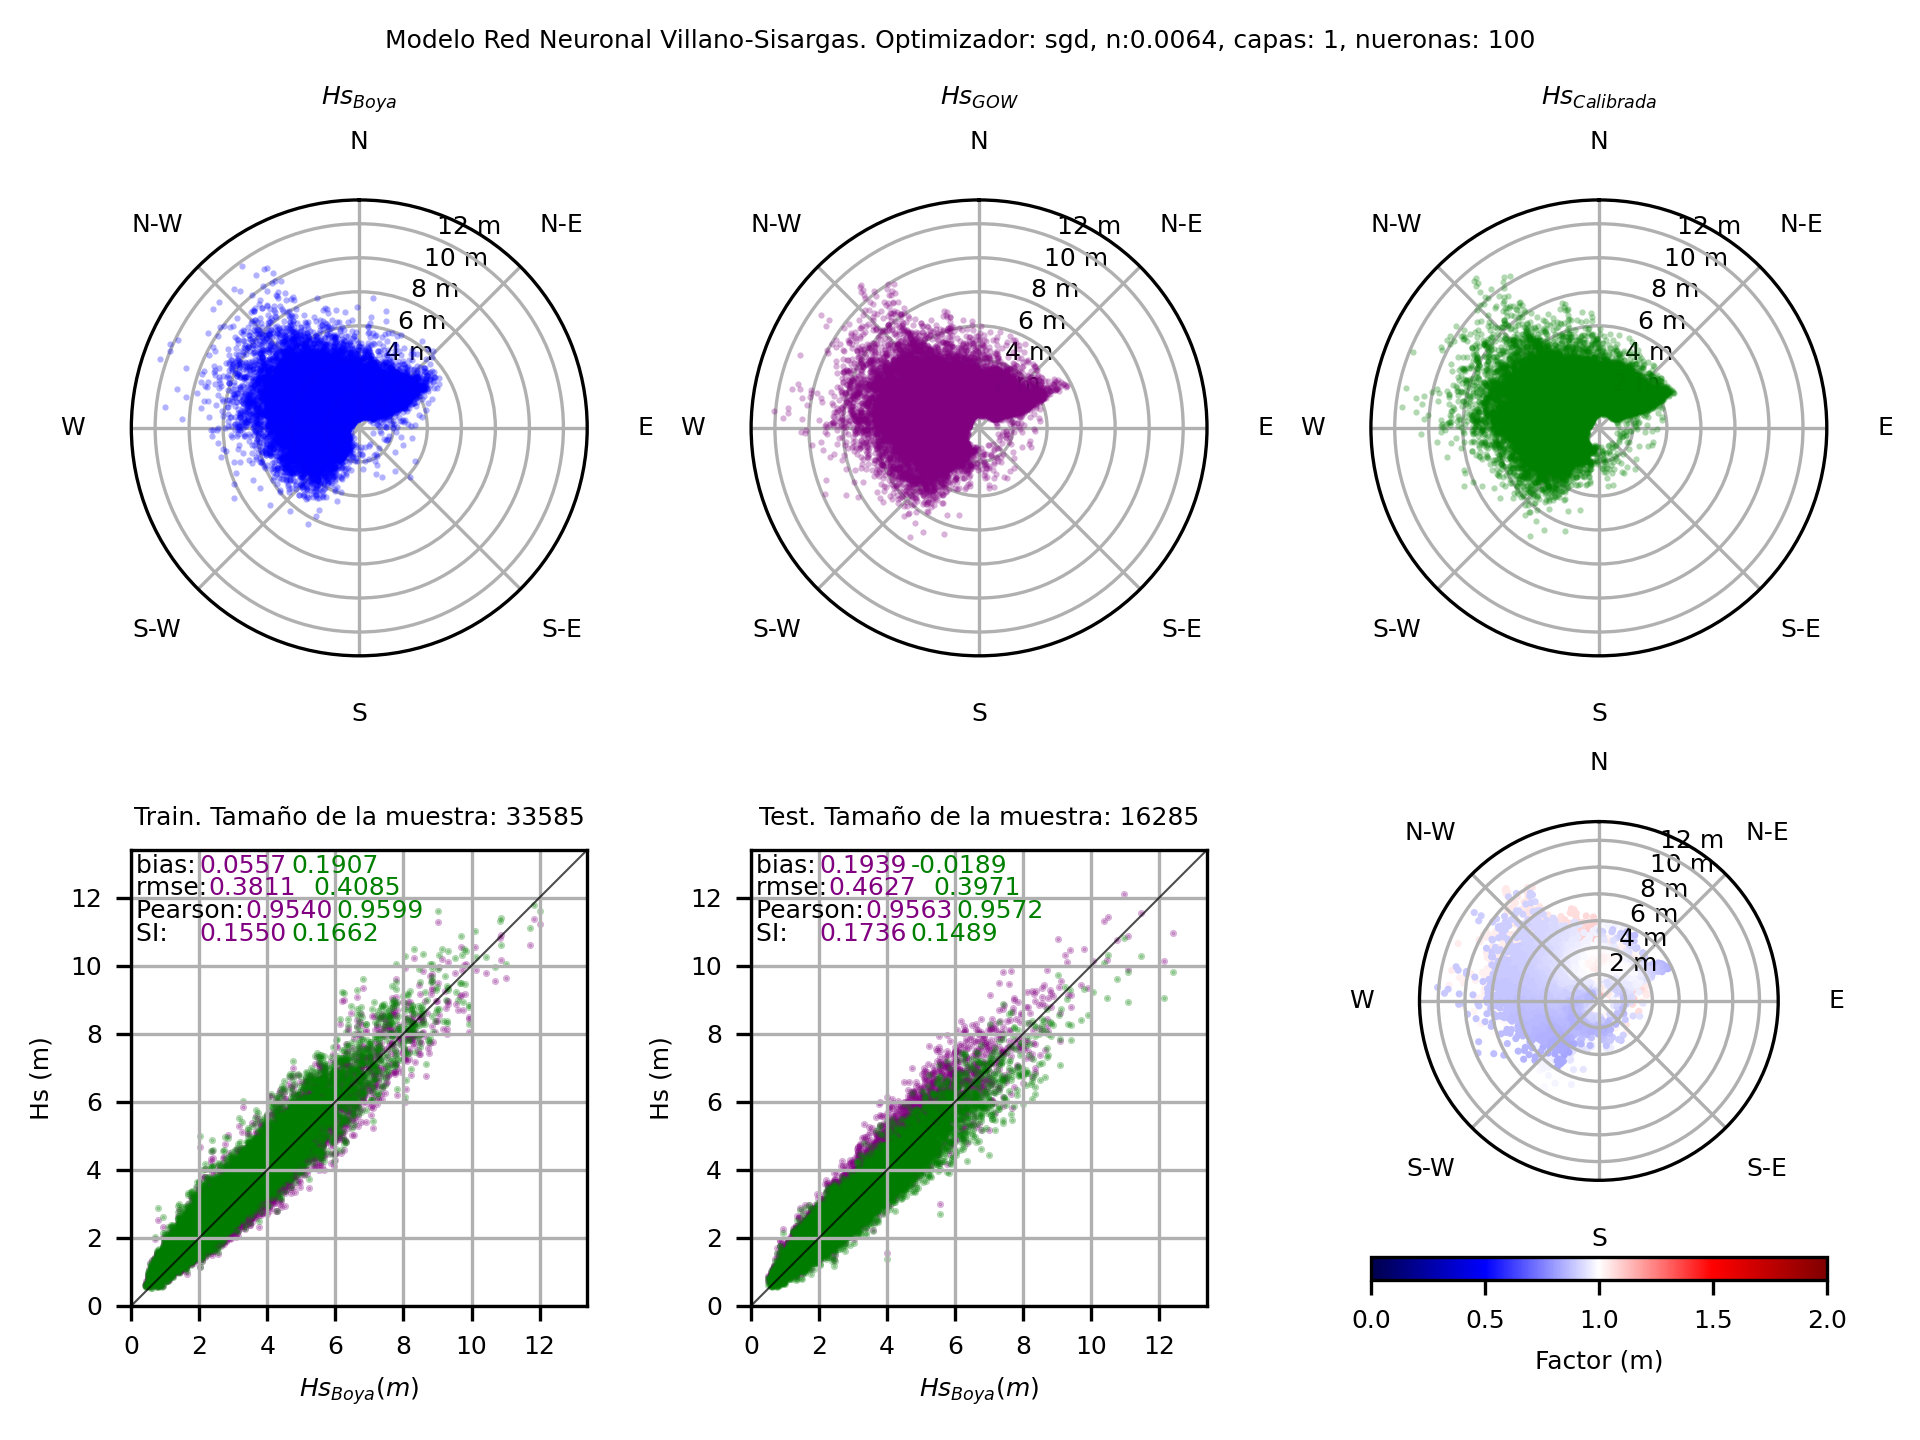 Modelo Red Neuronal Villano-Sisargas. Optimizador: sgd, n:0.0064, capas: 1, nueronas: 100
Hs_Boya
N
N-W
N-E
12 m
10 m
8 m
6 m
4 m
W
E
S-W
S-E
S
Hs_GOW
N
N-W
N-E
12 m
10 m
8 m
6 m
4 m
W
E
S-W
S-E
S
Hs_Calibrada
N
N-W
N-E
12 m
10 m
8 m
6 m
4 m
W
E
S-W
S-E
S
Train. Tamaño de la muestra: 33585
bias: 0.0557 0.1907
rmse: 0.3811 0.4085
Pearson: 0.9540 0.9599
SI: 0.1550 0.1662
Hs (m)
12
10
8
6
4
2
0
0 2 4 6 8 10 12
Hs_Boya(m)
Test. Tamaño de la muestra: 16285
bias: 0.1939 -0.0189
rmse: 0.4627 0.3971
Pearson: 0.9563 0.9572
SI: 0.1736 0.1489
Hs (m)
12
10
8
6
4
2
0
0 2 4 6 8 10 12
Hs_Boya(m)
N
N-W
N-E
12 m
10 m
8 m
6 m
4 m
2 m
W
E
S-W
S-E
S
0.0 0.5 1.0 1.5 2.0
Factor (m)